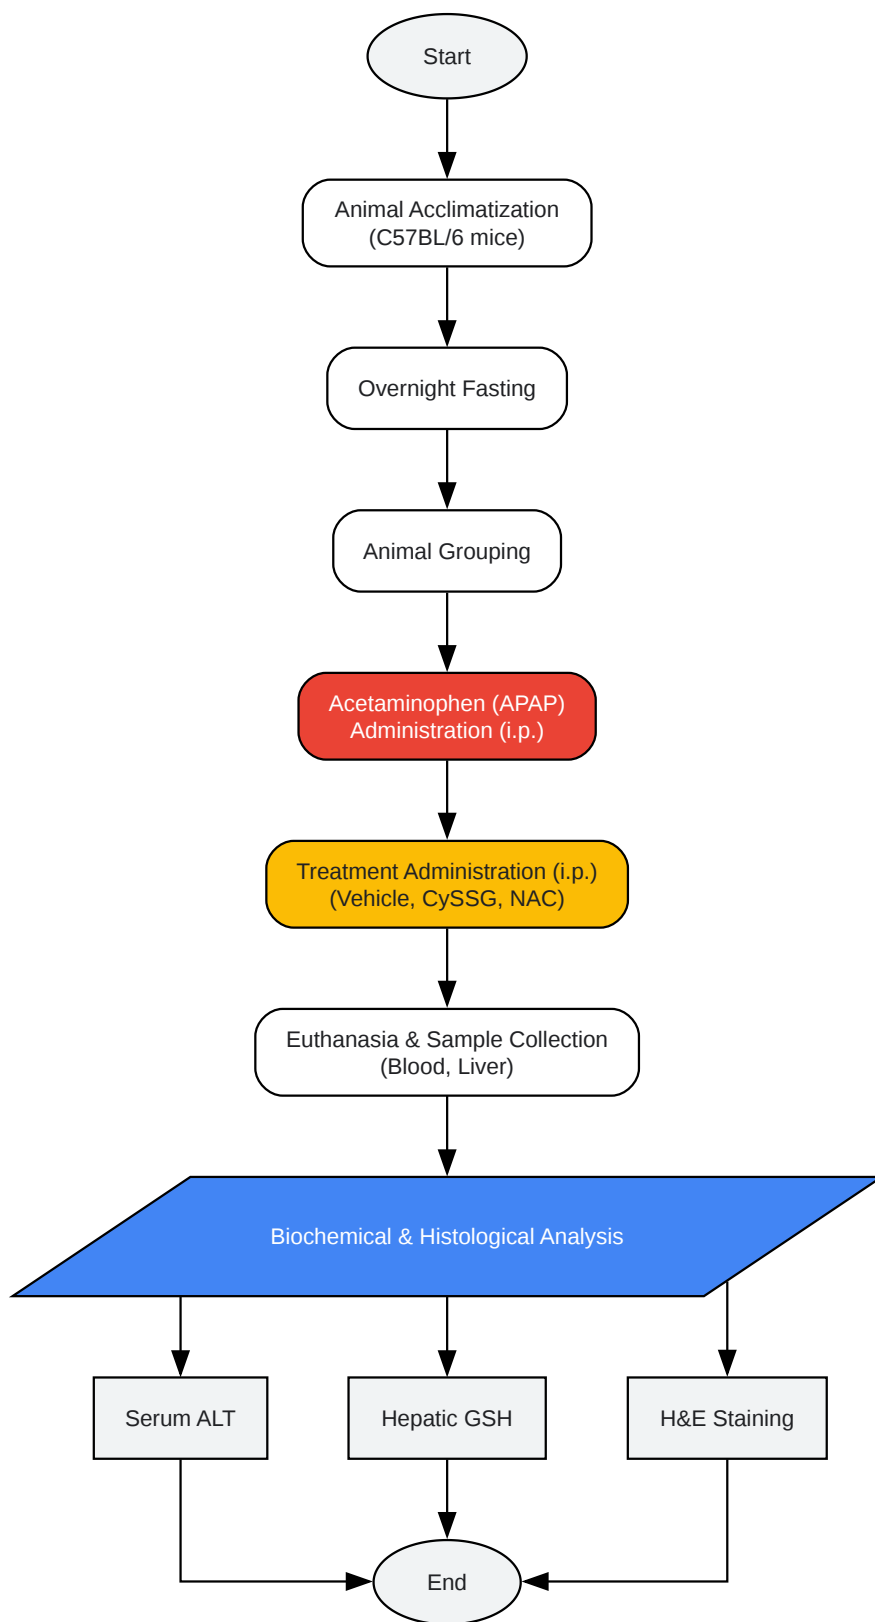 Start
Animal Acclimatization
(C57BL/6 mice)
Overnight Fasting
Animal Grouping
Acetaminophen (APAP)
Administration (i.p.)
Treatment Administration (i.p.)
(Vehicle, CySSG, NAC)
Euthanasia & Sample Collection
(Blood, Liver)
Biochemical & Histological Analysis
Serum ALT
Hepatic GSH
H&E Staining
End